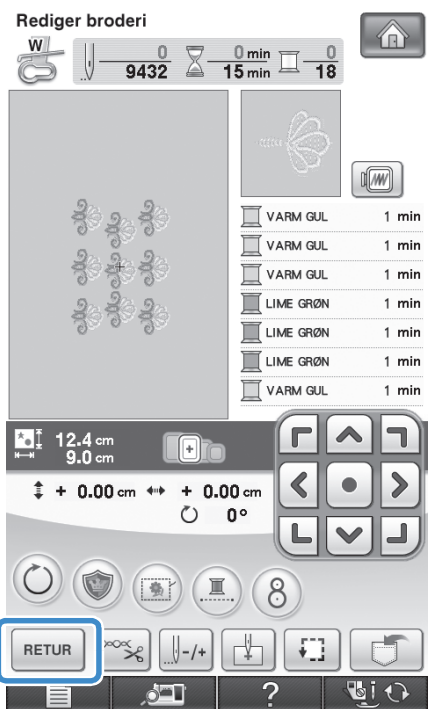 Rediger broderi
W
0
9432
0 min
15 min
0
18
VARM GUL 1 min
VARM GUL 1 min
VARM GUL 1 min
LIME GRØN 1 min
LIME GRØN 1 min
LIME GRØN 1 min
VARM GUL 1 min
12.4 cm
9.0 cm
+ 0.00 cm + 0.00 cm
0°
RETUR
-/+
?